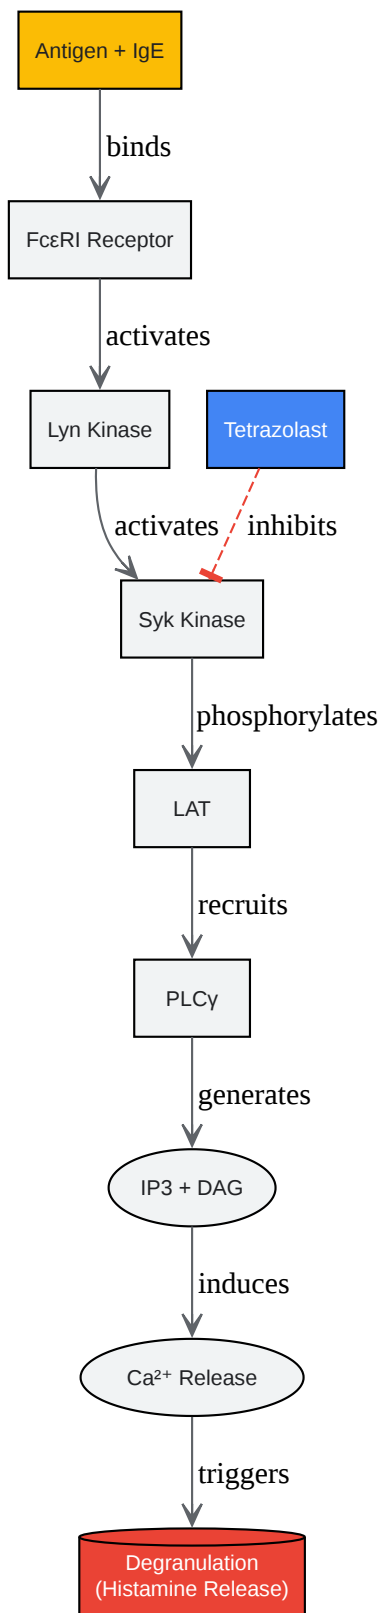 Antigen + IgE
binds
FcεRI Receptor
activates
Lyn Kinase
Tetrazolast
activates
inhibits
Syk Kinase
phosphorylates
LAT
recruits
PLCγ
generates
IP3 + DAG
induces
Ca²⁺ Release
triggers
Degranulation
(Histamine Release)